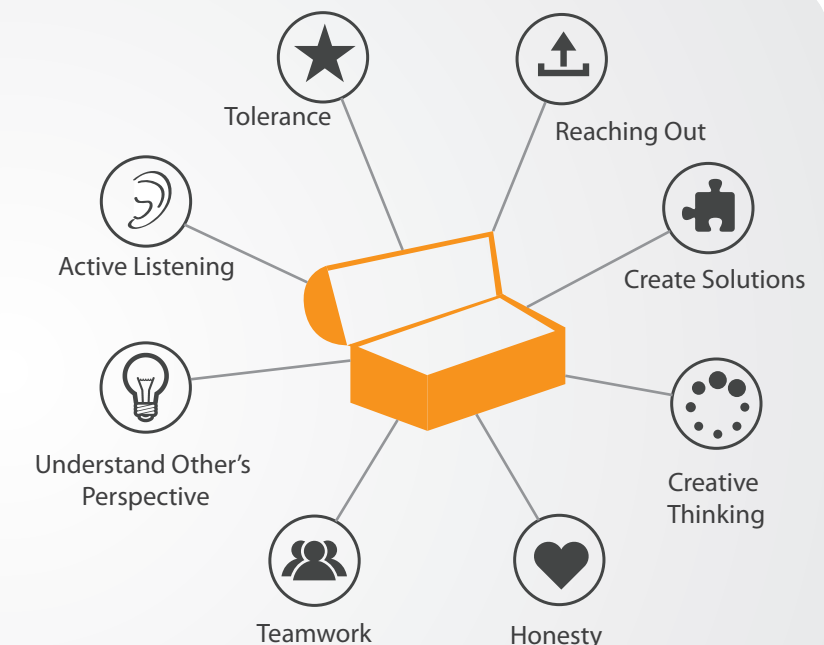 Tolerance
Reaching Out
Active Listening
Create Solutions
Understand Other's
Perspective
Creative
Thinking
Teamwork
Honesty